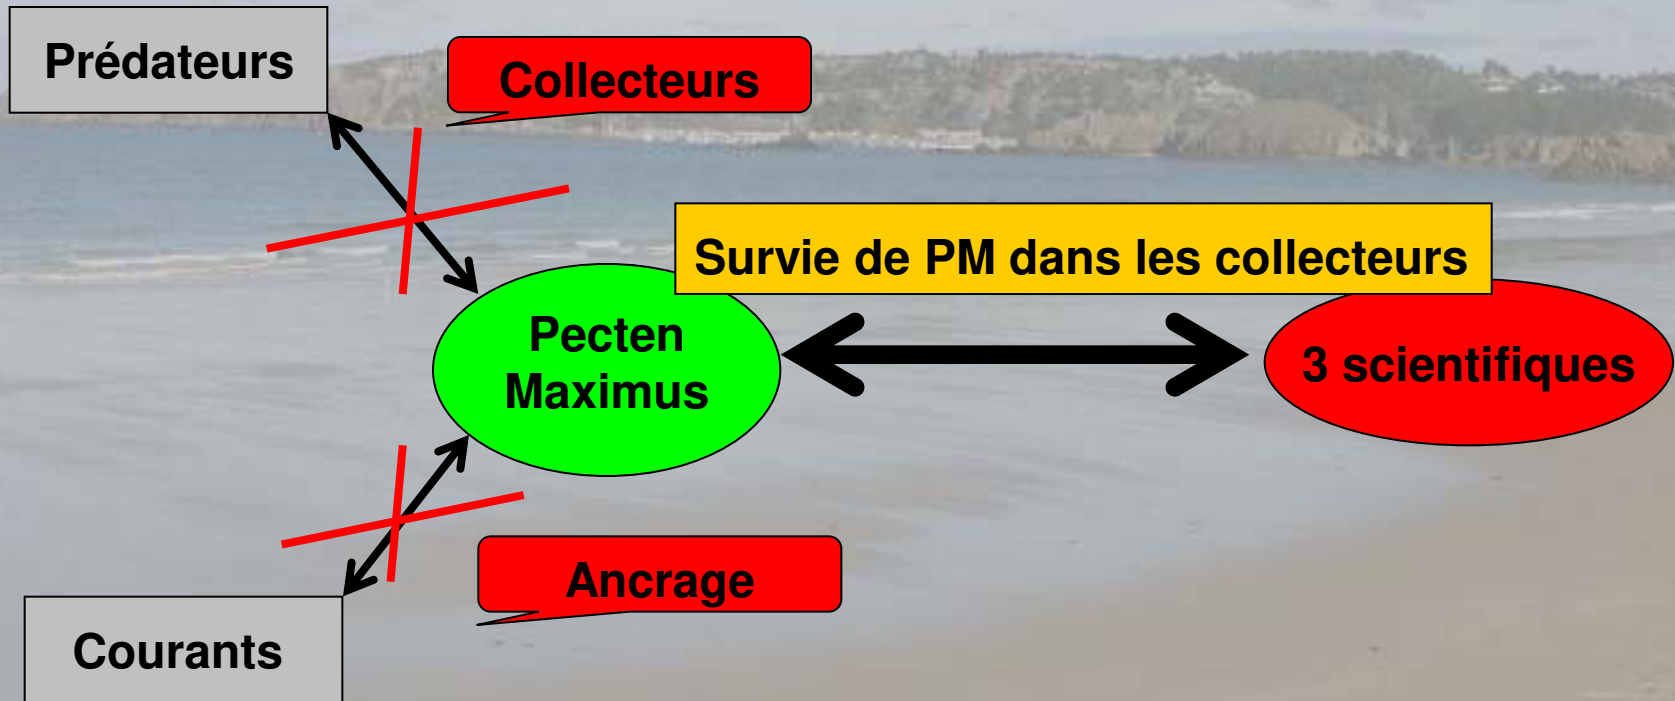 Prédateurs
Collecteurs
Survie de PM dans les collecteurs
Pecten
Maximus
3 scientifiques
Ancrage
Courants